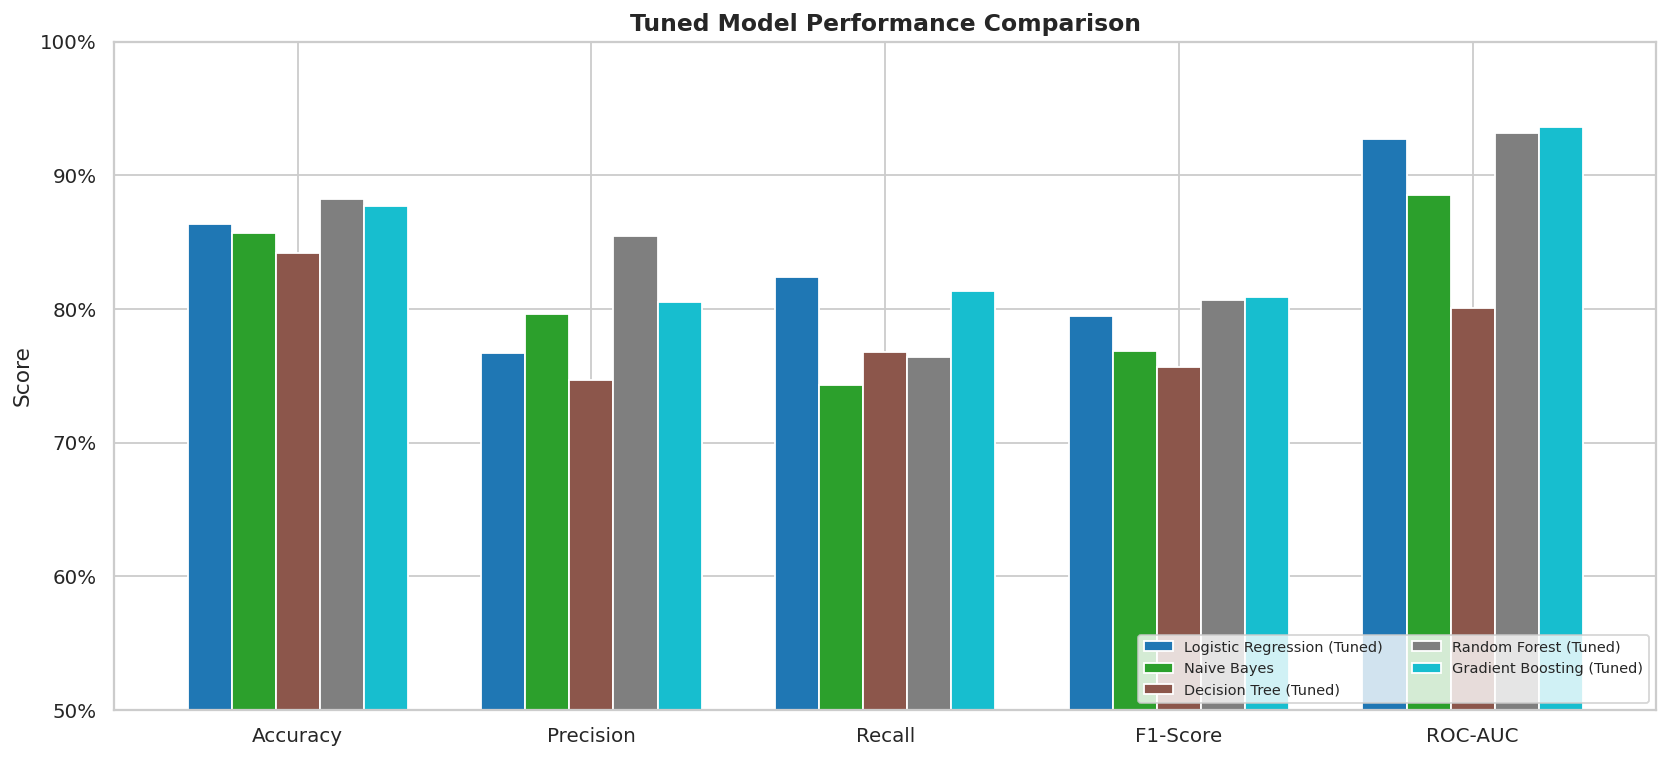 Tuned Model Performance Comparison
100%
90%
80%
70%
60%
50%
Score
Accuracy Precision Recall F1-Score ROC-AUC
Logistic Regression (Tuned)
Naive Bayes
Decision Tree (Tuned)
Random Forest (Tuned)
Gradient Boosting (Tuned)